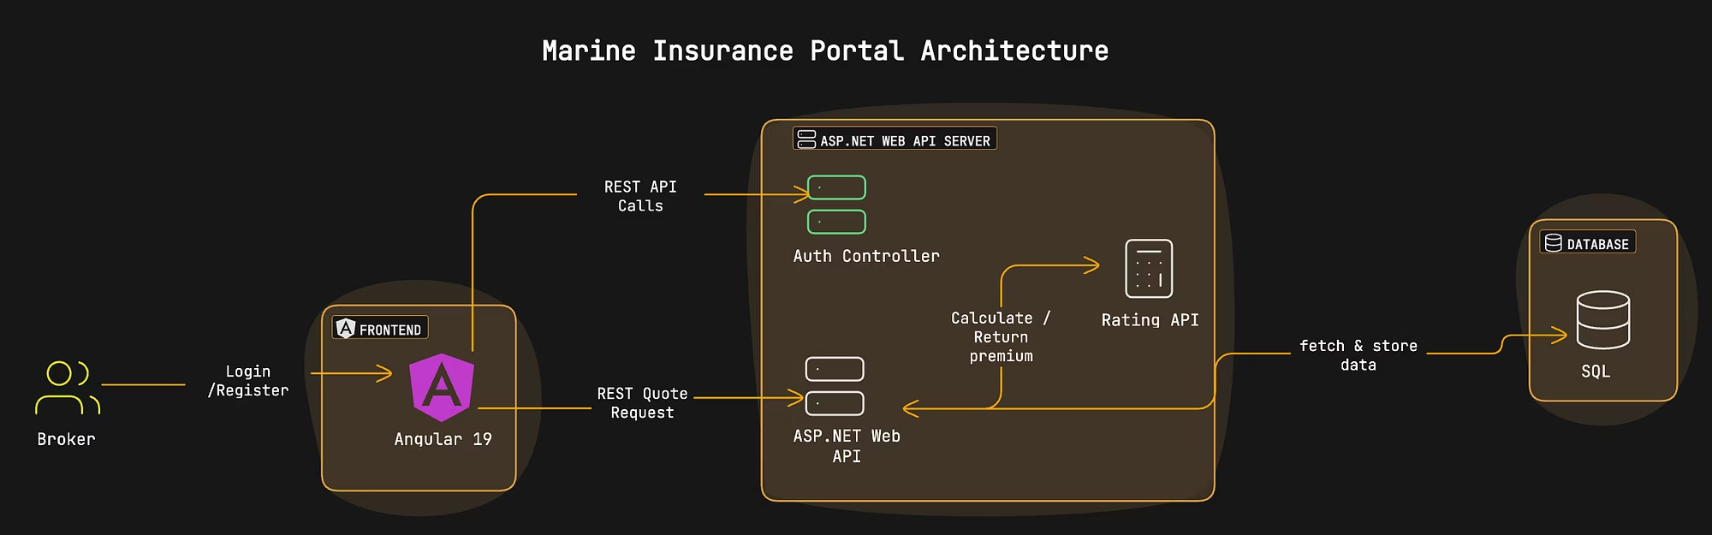 Marine Insurance Portal Architecture
ASP.NET WEB API SERVER
REST API
Calls
Auth Controller
DATABASE
FRONTEND
Calculate /
Return
premium
Rating API
fetch & store
data
SQL
Login
/Register
Broker
Angular 19
REST Quote
Request
ASP.NET Web
API